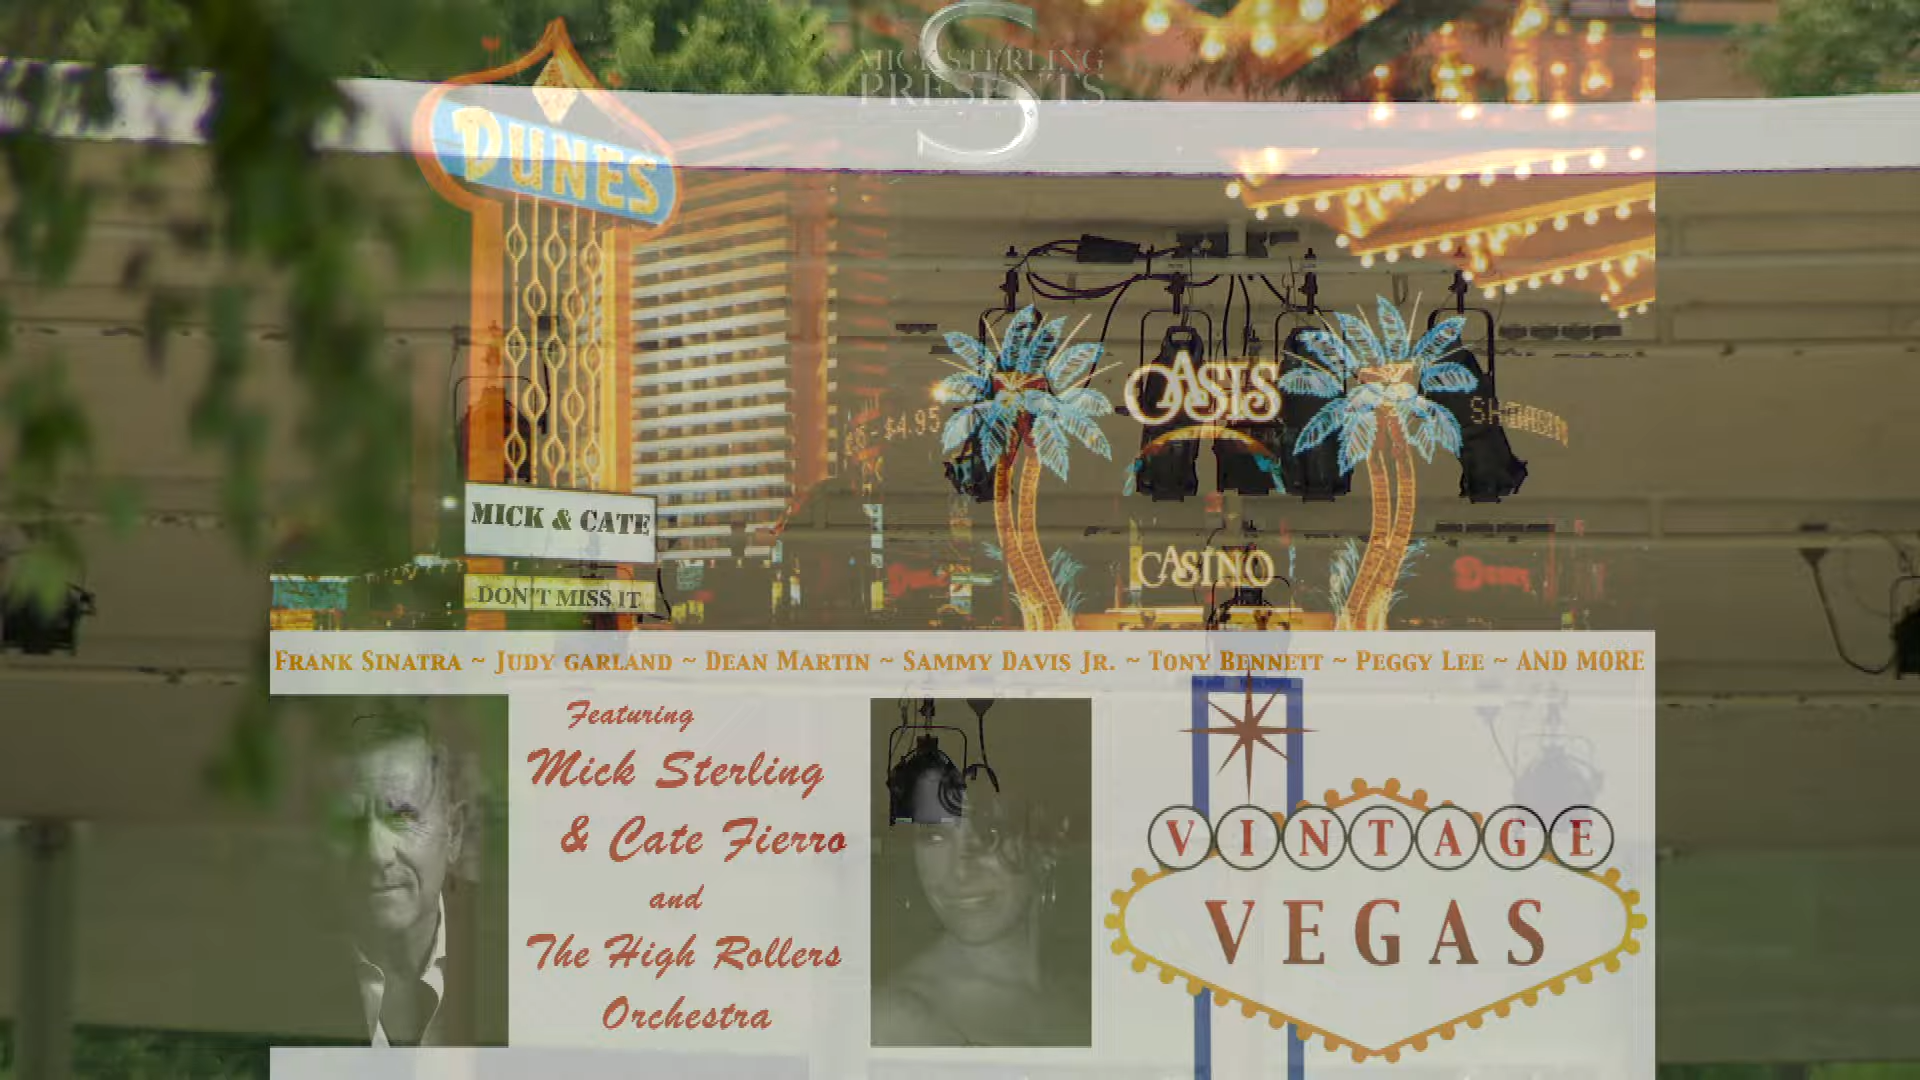 MICK STERLING
PRESENTS
DUNES
OASIS
$4.95
MICK & CATE
CASINO
DON'T MISS IT
FRANK SINATRA ~ JUDY GARLAND ~ DEAN MARTIN ~ SAMMY DAVIS JR. ~ TONY BENNETT ~ PEGGY LEE ~ AND MORE
Featuring
Mick Sterling
& Cate Fierro
and
The High Rollers
Orchestra
VINTAGE
VEGAS